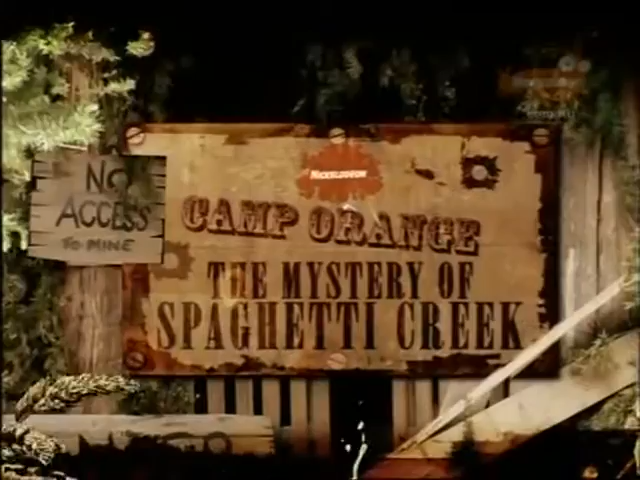 NICKELODEON
NO
ACCESS
TO MINE
CAMP ORANGE
THE MYSTERY OF
SPAGHETTI CREEK